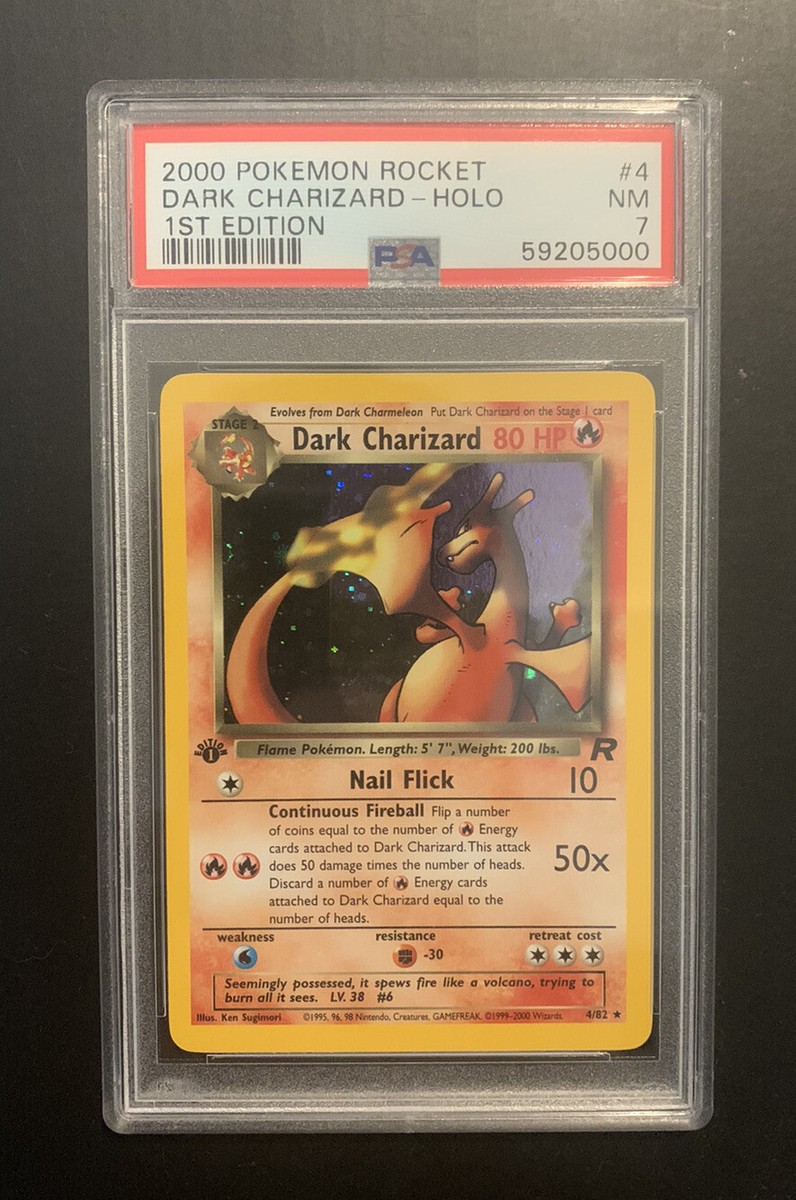 2000 POKEMON ROCKET #4
DARK CHARIZARD - HOLO NM
1ST EDITION 7
PSA 59205000
Evolves from Dark Charmeleon Put Dark Charizard on the Stage 1 card
STAGE 2
Dark Charizard 80 HP
EDITION
1
Flame Pokémon. Length: 5' 7", Weight: 200 lbs. R
Nail Flick 10
Continuous Fireball Flip a number
of coins equal to the number of Energy
cards attached to Dark Charizard. This attack
does 50 damage times the number of heads. 50x
Discard a number of Energy cards
attached to Dark Charizard equal to the
number of heads.
weakness resistance retreat cost
-30
Seemingly possessed, it spews fire like a volcano, trying to
burn all it sees. LV. 38 #6
Illus. Ken Sugimori ©1995, 96, 98 Nintendo, Creatures, GAMEFREAK. ©1999-2000 Wizards. 4/82 ★